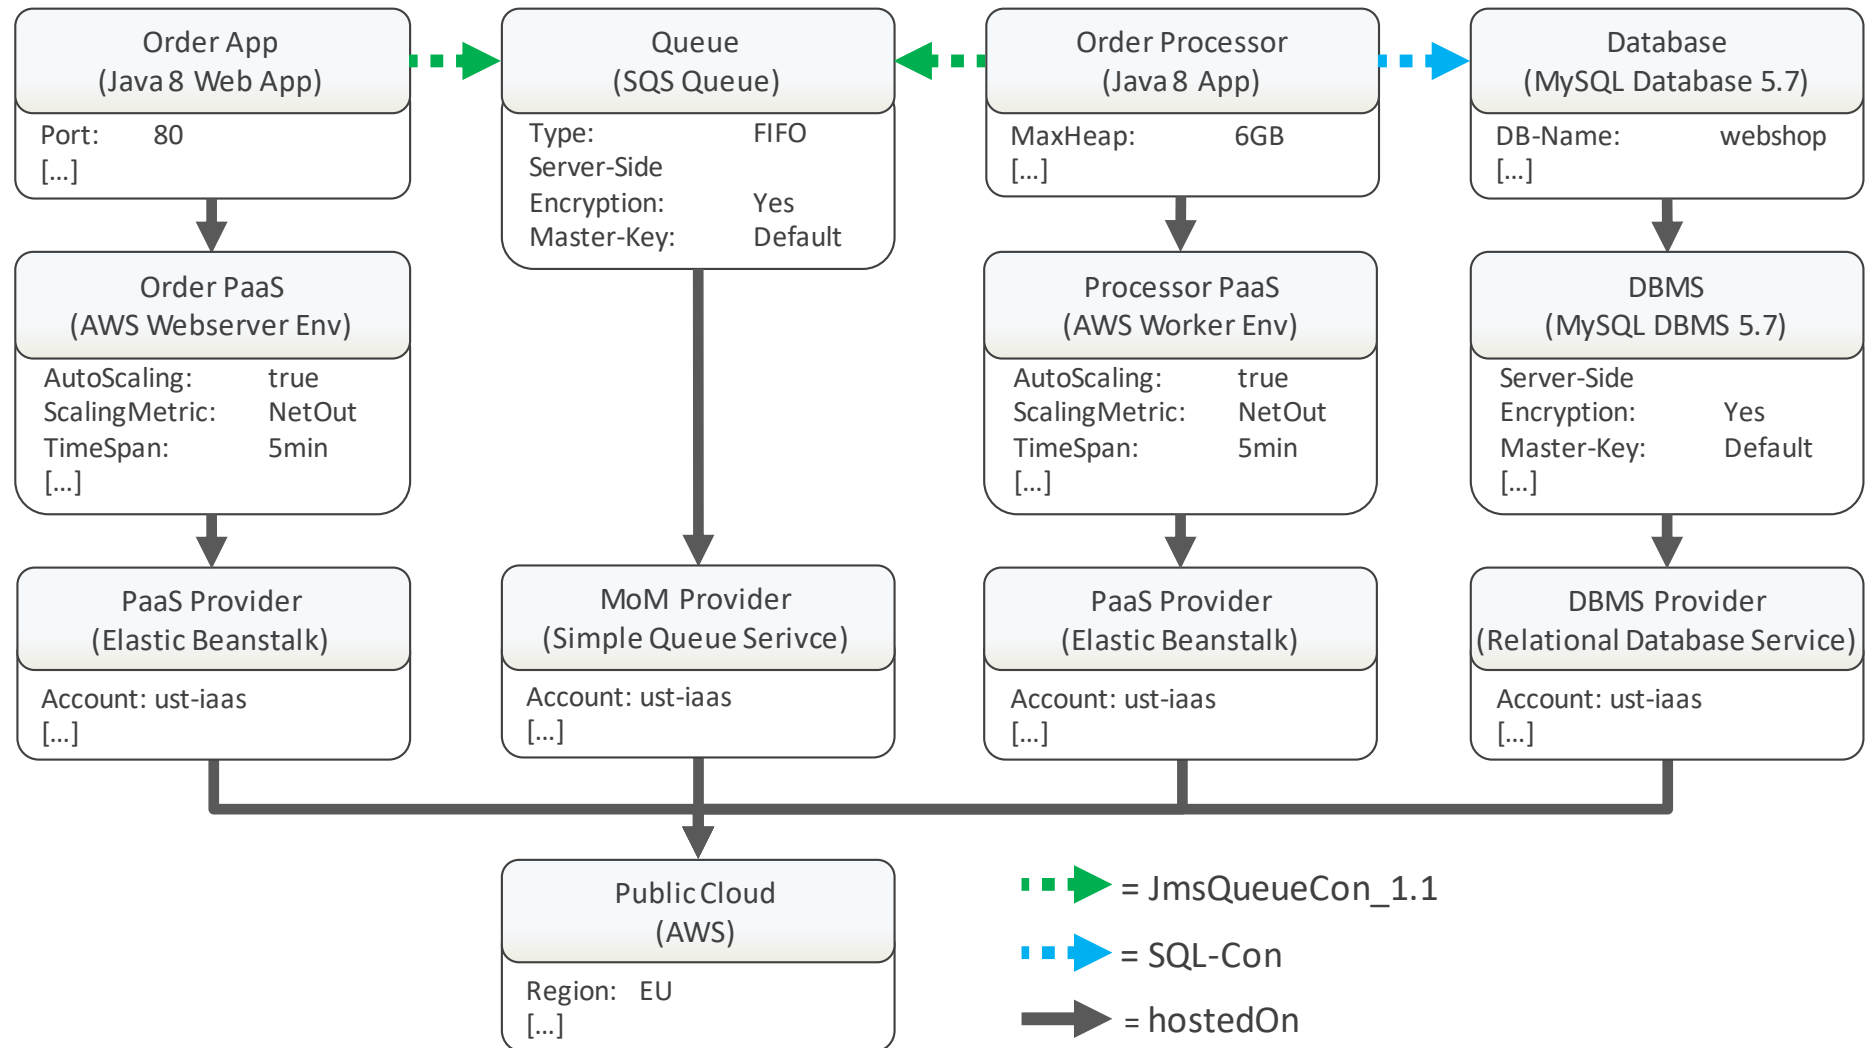 Order App
(Java 8 Web App)
Port: 80
[...]
Queue
(SQS Queue)
Type: FIFO
Server-Side
Encryption: Yes
Master-Key: Default
Order Processor
(Java 8 App)
MaxHeap: 6GB
[...]
Database
(MySQL Database 5.7)
DB-Name: webshop
[...]
Order PaaS
(AWS Webserver Env)
AutoScaling: true
ScalingMetric: NetOut
TimeSpan: 5min
[...]
Processor PaaS
(AWS Worker Env)
AutoScaling: true
ScalingMetric: NetOut
TimeSpan: 5min
[...]
DBMS
(MySQL DBMS 5.7)
Server-Side
Encryption: Yes
Master-Key: Default
[...]
PaaS Provider
(Elastic Beanstalk)
Account: ust-iaas
[...]
MoM Provider
(Simple Queue Serivce)
Account: ust-iaas
[...]
PaaS Provider
(Elastic Beanstalk)
Account: ust-iaas
[...]
DBMS Provider
(Relational Database Service)
Account: ust-iaas
[...]
Public Cloud
(AWS)
Region: EU
[...]
= JmsQueueCon_1.1
= SQL-Con
= hostedOn